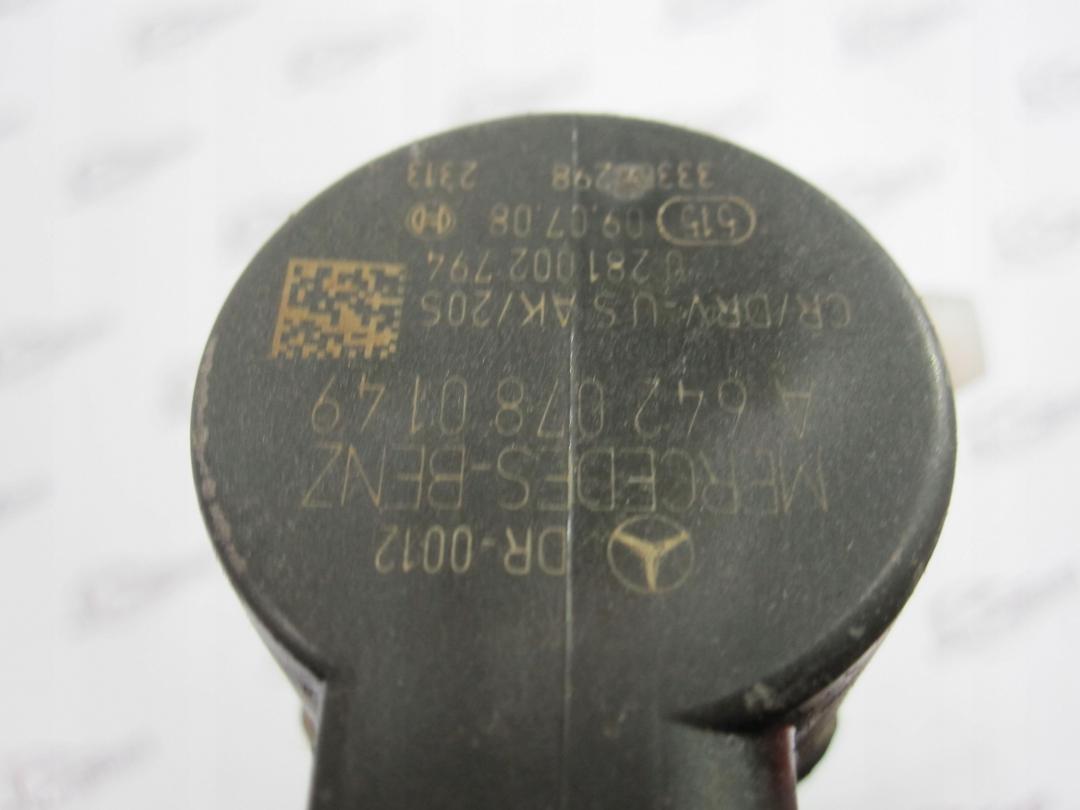 DR-0012
MERCEDES-BENZ
A 642 078 01 49
CR/DRV-U S AK/20S
0 281 002 794
515 09.07.08
298 2313